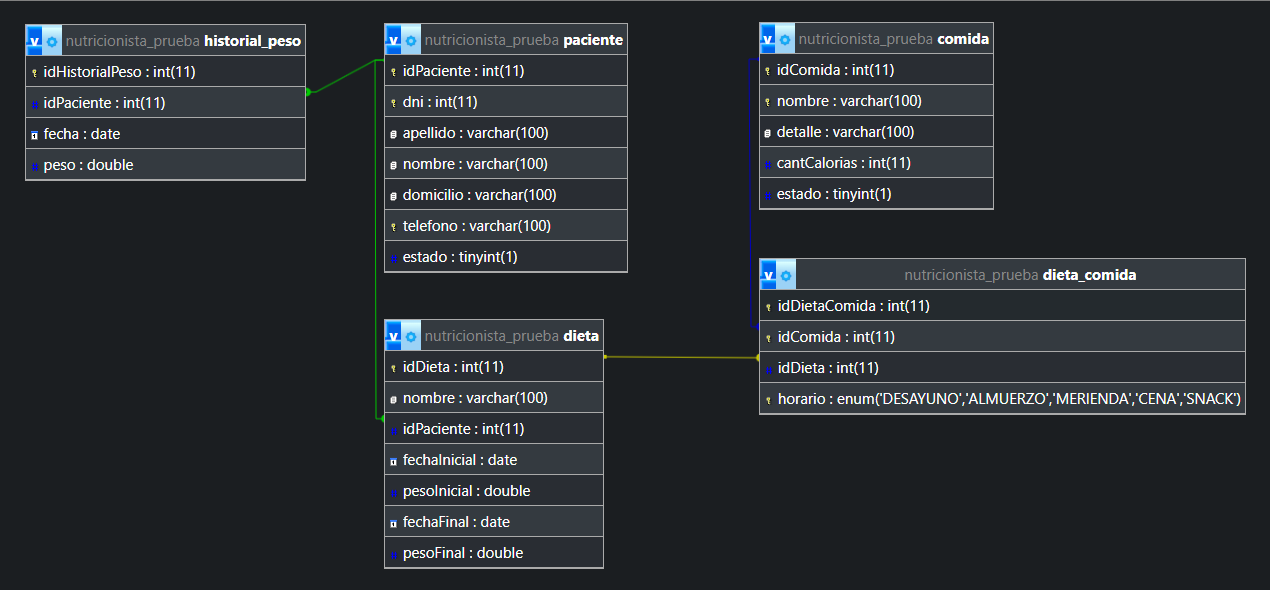 nutricionista_prueba historial_peso
idHistorialPeso : int(11)
idPaciente : int(11)
fecha : date
peso : double
nutricionista_prueba paciente
idPaciente : int(11)
dni : int(11)
apellido : varchar(100)
nombre : varchar(100)
domicilio : varchar(100)
telefono : varchar(100)
estado : tinyint(1)
nutricionista_prueba comida
idComida : int(11)
nombre : varchar(100)
detalle : varchar(100)
cantCalorias : int(11)
estado : tinyint(1)
nutricionista_prueba dieta
idDieta : int(11)
nombre : varchar(100)
idPaciente : int(11)
fechaInicial : date
pesoInicial : double
fechaFinal : date
pesoFinal : double
nutricionista_prueba dieta_comida
idDietaComida : int(11)
idComida : int(11)
idDieta : int(11)
horario : enum('DESAYUNO','ALMUERZO','MERIENDA','CENA','SNACK')